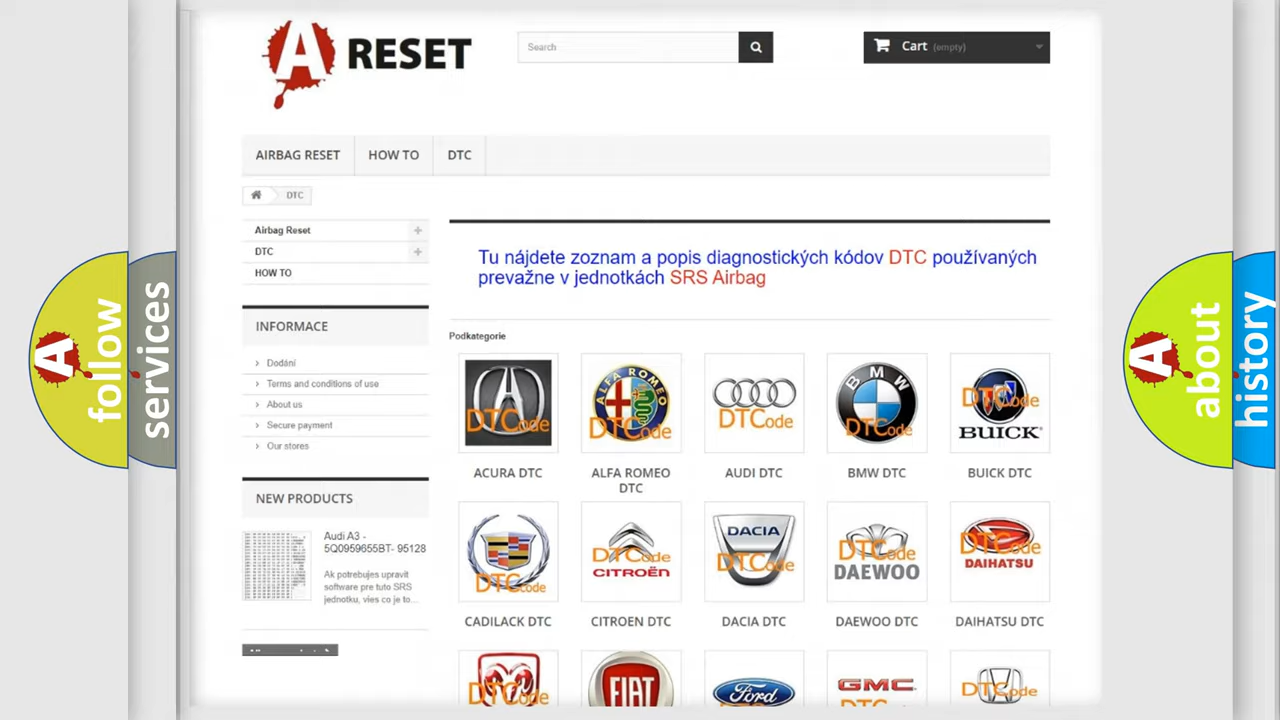 A RESET
Search
Cart (empty)
AIRBAG RESET
HOW TO
DTC
DTC
Airbag Reset
DTC
HOW TO
INFORMACE
Dodání
Terms and conditions of use
About us
Secure payment
Our stores
NEW PRODUCTS
Audi A3 -
5Q0959655BT- 95128
Ak potrebujes upravit
software pre tuto SRS
jednotku, vies co je to...
Tu nájdete zoznam a popis diagnostických kódov DTC používaných
prevažne v jednotkách SRS Airbag
Podkategorie
DTCode
ALFA ROMEO
DTCode
DTCode
BMW
DTCode
DTCode
BUICK
ACURA DTC
ALFA ROMEO
DTC
AUDI DTC
BMW DTC
BUICK DTC
DTCode
DTCode
CITROËN
DACIA
DTCode
DTCode
DAEWOO
DTCode
DAIHATSU
CADILACK DTC
CITROEN DTC
DACIA DTC
DAEWOO DTC
DAIHATSU DTC
DTCode
FIAT
Ford
GMC
DTCode
A follow
services
A about
history